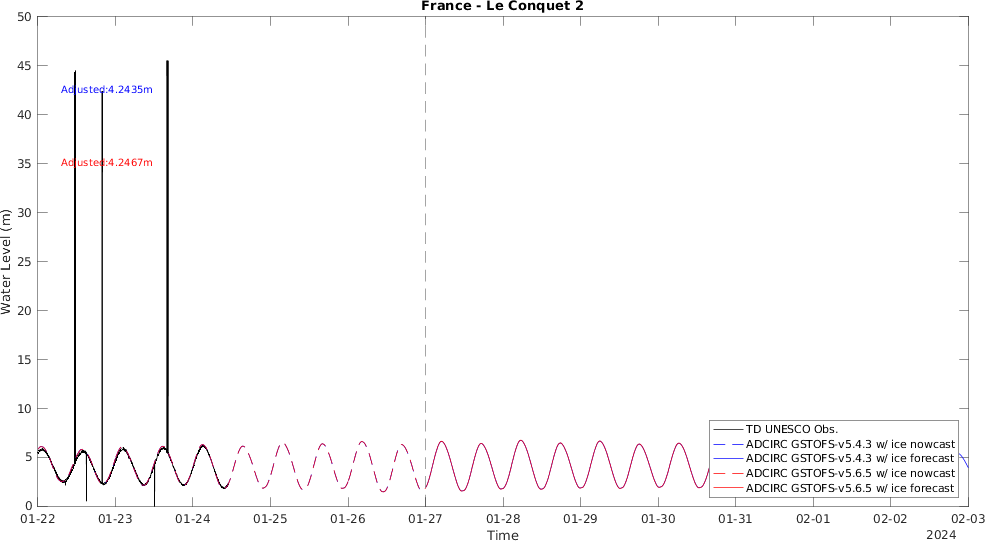 France - Le Conquet 2
Water Level (m)
50
45
40
35
30
25
20
15
10
5
0
Adjusted:4.2435m
Adjusted:4.2467m
TD UNESCO Obs.
ADCIRC GSTOFS-v5.4.3 w/ ice nowcast
ADCIRC GSTOFS-v5.4.3 w/ ice forecast
ADCIRC GSTOFS-v5.6.5 w/ ice nowcast
ADCIRC GSTOFS-v5.6.5 w/ ice forecast
01-22 01-23 01-24 01-25 01-26 01-27 01-28 01-29 01-30 01-31 02-01 02-02 02-03
Time
2024